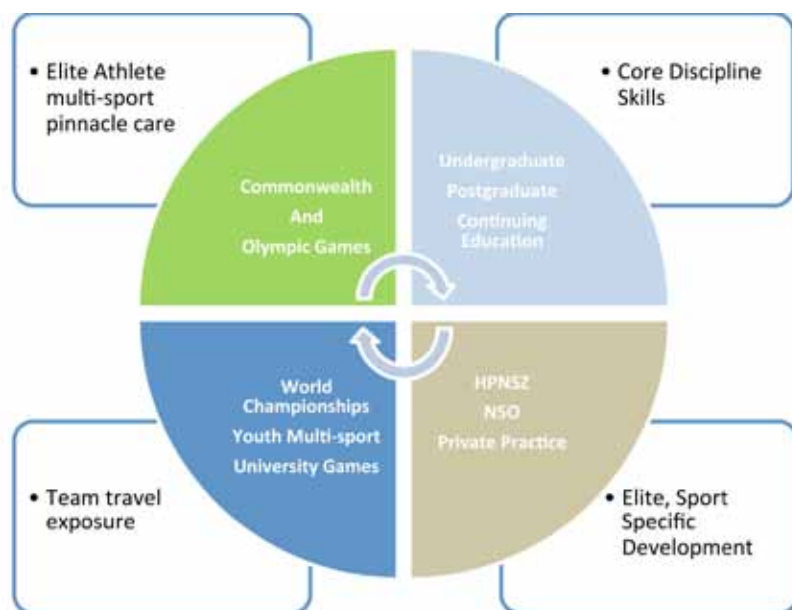 • Elite Athlete
multi-sport
pinnacle care
• Core Discipline
Skills
Commonwealth
And
Olympic Games
Undergraduate
Postgraduate
Continuing
Education
World
Championships
Youth Multi-sport
University Games
HPNSZ
NSO
Private Practice
• Team travel
exposure
• Elite, Sport
Specific
Development